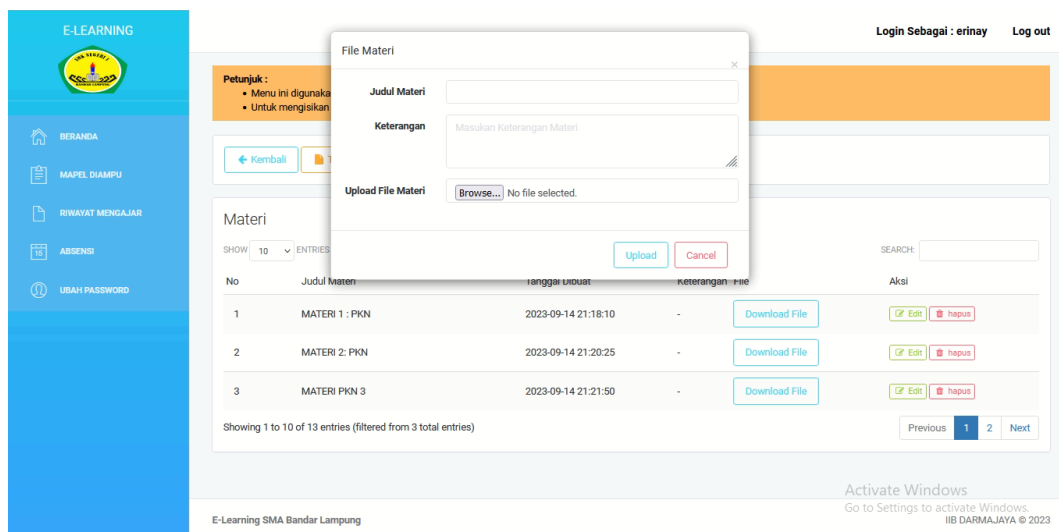 E-LEARNING
Login Sebagai : erinay
Log out
BERANDA
MAPEL DIAMPU
RIWAYAT MENGAJAR
ABSENSI
UBAH PASSWORD
Petunjuk :
Menu ini digunaka
Untuk mengisikan
Kembali
File Materi
×
Judul Materi
Keterangan
Masukan Keterangan Materi
Upload File Materi
Browse... No file selected.
Upload
Cancel
Materi
SHOW 10 ENTRIES
SEARCH:
No Judul Materi Tanggal Dibuat Keterangan File Aksi
1 MATERI 1 : PKN 2023-09-14 21:18:10 - Download File Edit hapus
2 MATERI 2: PKN 2023-09-14 21:20:25 - Download File Edit hapus
3 MATERI PKN 3 2023-09-14 21:21:50 - Download File Edit hapus
Showing 1 to 10 of 13 entries (filtered from 3 total entries)
Previous 1 2 Next
Activate Windows
Go to Settings to activate Windows.
E-Learning SMA Bandar Lampung
IIB DARMAJAYA © 2023